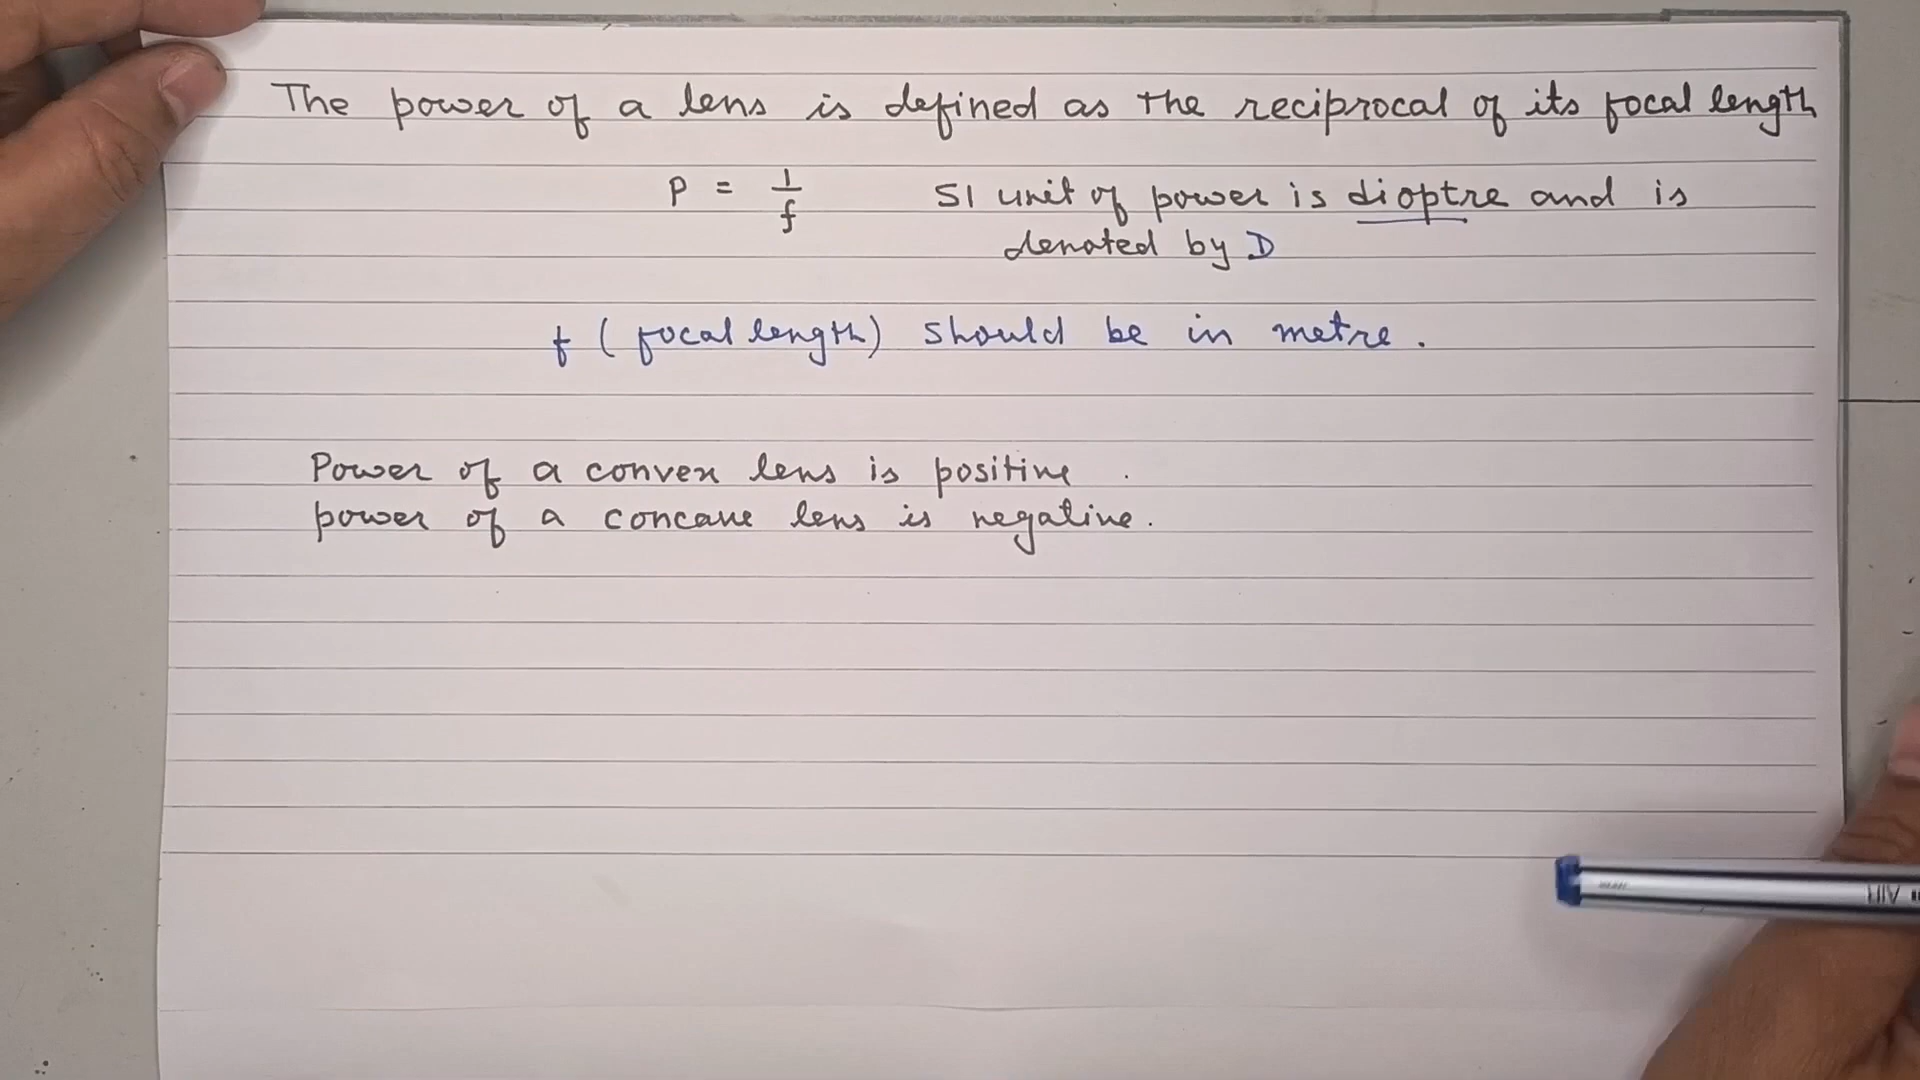 The power of a lens is defined as the reciprocal of its focal length
P = 1/f SI unit of power is dioptre and is
denoted by D
f (focal length) should be in metre.
Power of a convex lens is positive.
power of a concave lens is negative.
AIR